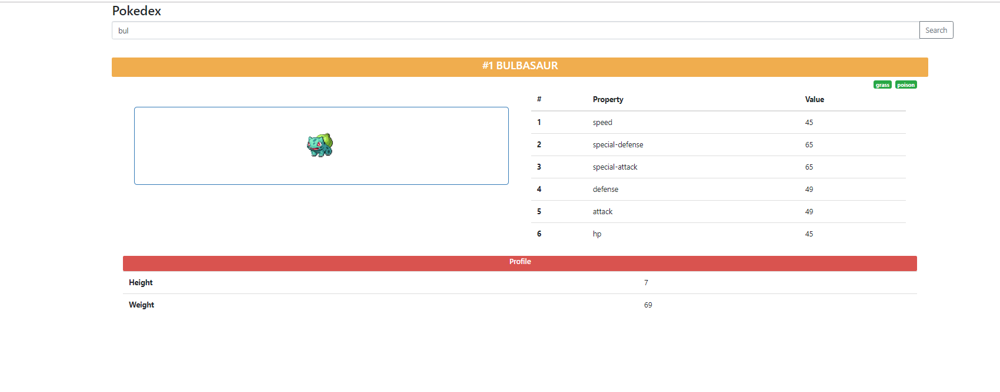 Pokedex
bul
Search
#1 BULBASAUR
grass poison
# Property Value
1 speed 45
2 special-defense 65
3 special-attack 65
4 defense 49
5 attack 49
6 hp 45
Profile
Height 7
Weight 69